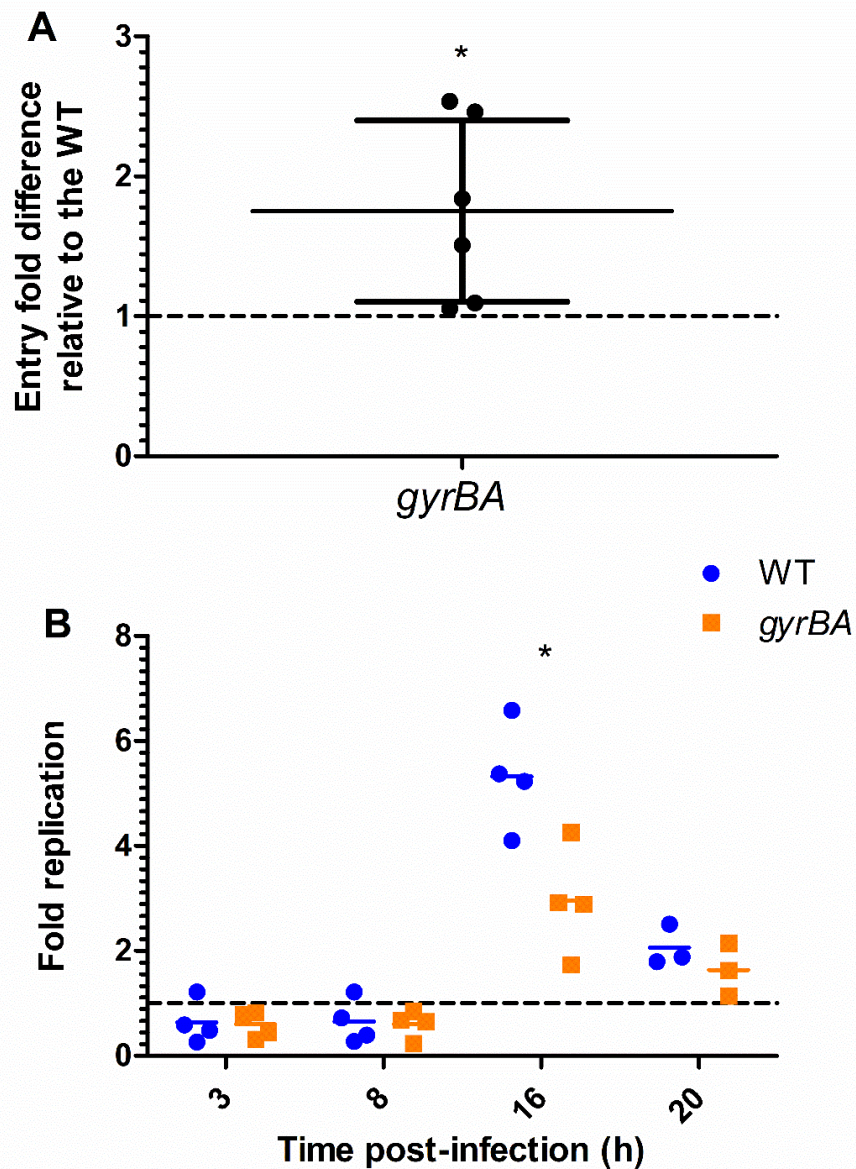 A
Entry fold difference
relative to the WT
3
*
2
1
0
gyrBA
WT
gyrBA
B
Fold replication
8
*
6
4
2
0
3
8
16
20
Time post-infection (h)